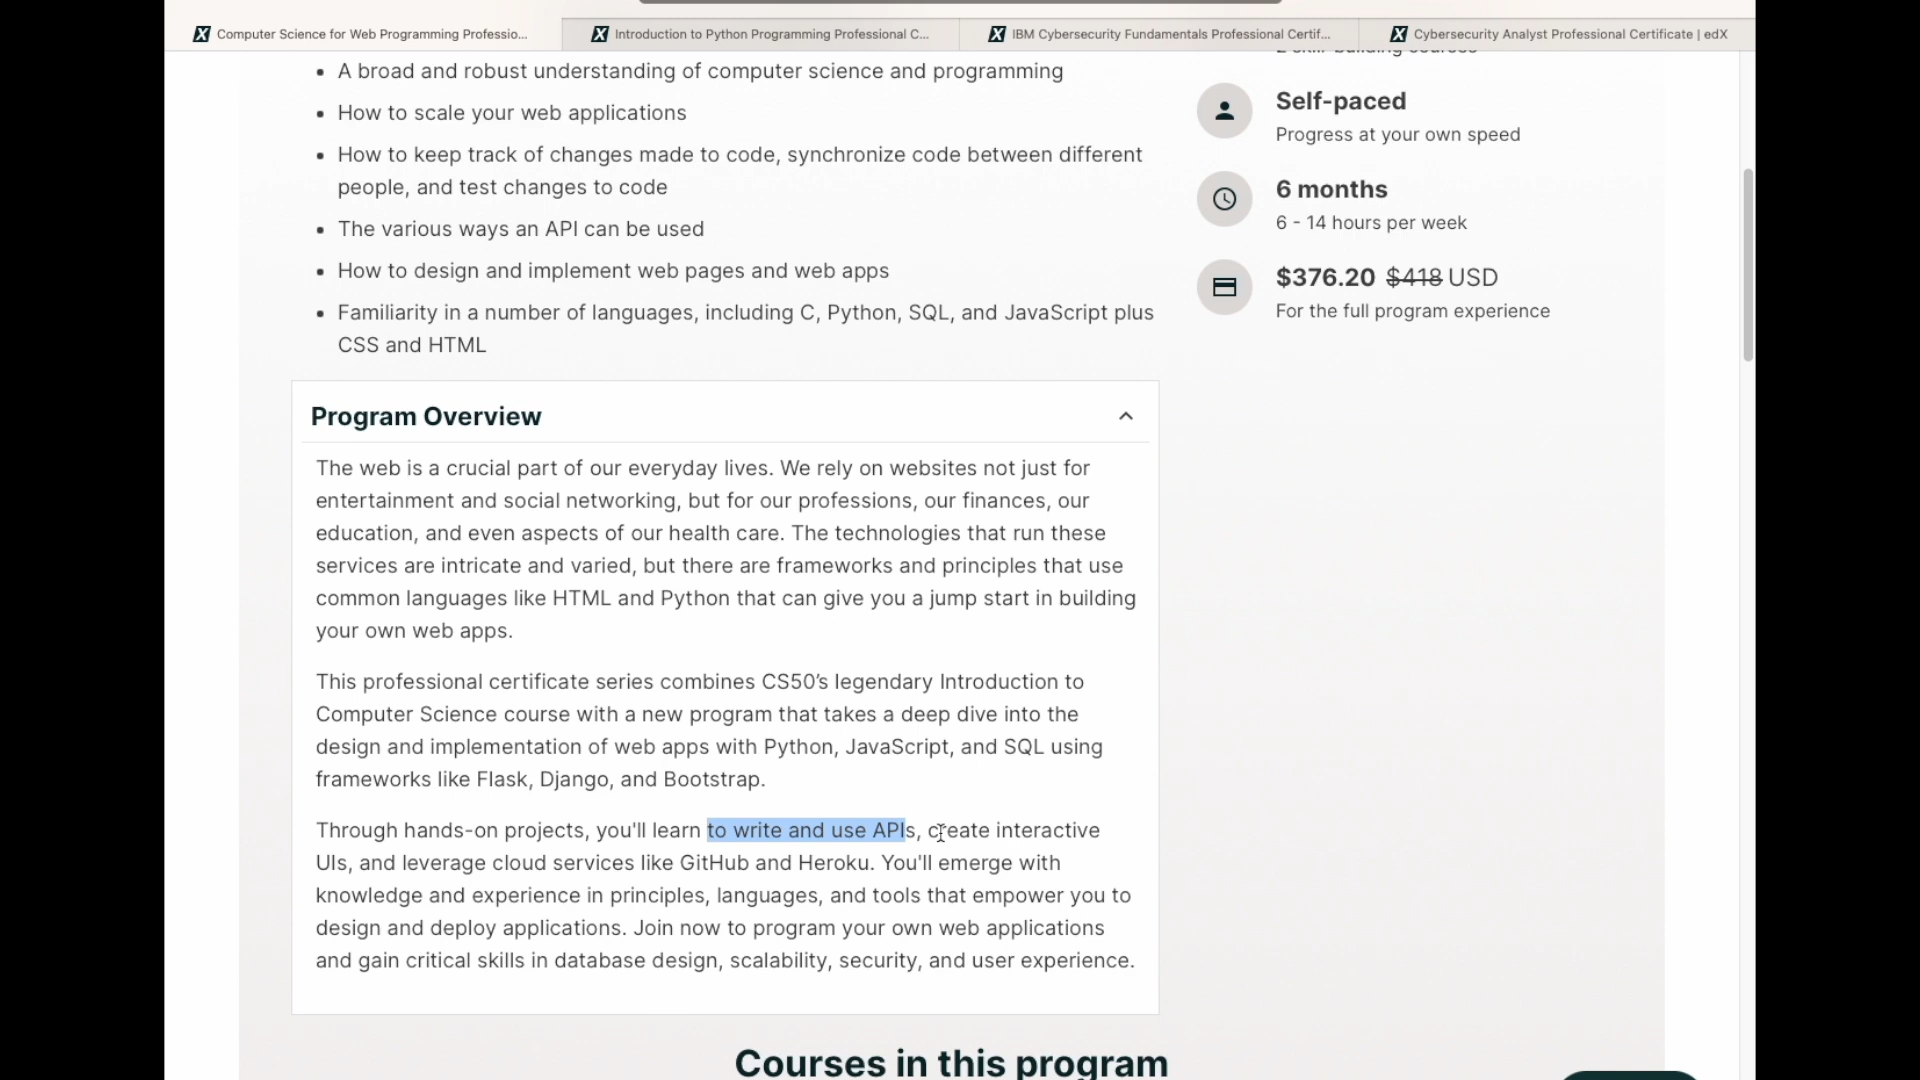 Computer Science for Web Programming Professio...
Introduction to Python Programming Professional C...
IBM Cybersecurity Fundamentals Professional Certif...
Cybersecurity Analyst Professional Certificate | edX
A broad and robust understanding of computer science and programming
How to scale your web applications
How to keep track of changes made to code, synchronize code between different
people, and test changes to code
The various ways an API can be used
How to design and implement web pages and web apps
Familiarity in a number of languages, including C, Python, SQL, and JavaScript plus
CSS and HTML
2 skill-building courses
Self-paced
Progress at your own speed
6 months
6 - 14 hours per week
$376.20 $418 USD
For the full program experience
Program Overview
The web is a crucial part of our everyday lives. We rely on websites not just for
entertainment and social networking, but for our professions, our finances, our
education, and even aspects of our health care. The technologies that run these
services are intricate and varied, but there are frameworks and principles that use
common languages like HTML and Python that can give you a jump start in building
your own web apps.
This professional certificate series combines CS50’s legendary Introduction to
Computer Science course with a new program that takes a deep dive into the
design and implementation of web apps with Python, JavaScript, and SQL using
frameworks like Flask, Django, and Bootstrap.
Through hands-on projects, you'll learn to write and use APIs, create interactive
UIs, and leverage cloud services like GitHub and Heroku. You'll emerge with
knowledge and experience in principles, languages, and tools that empower you to
design and deploy applications. Join now to program your own web applications
and gain critical skills in database design, scalability, security, and user experience.
Courses in this program